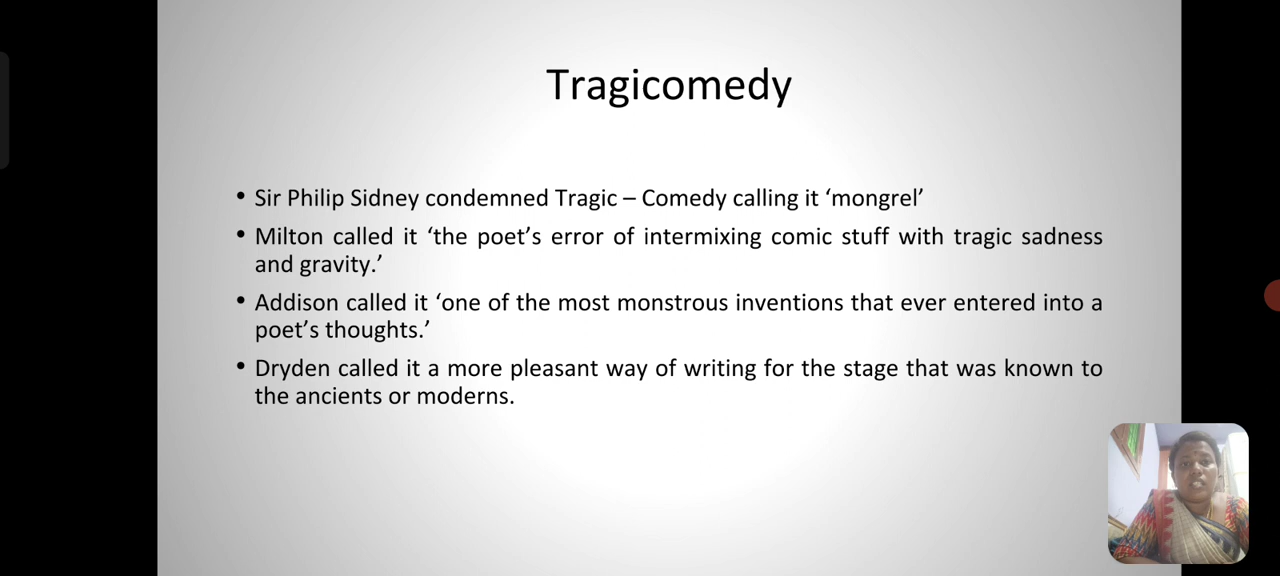 Tragicomedy
• Sir Philip Sidney condemned Tragic – Comedy calling it ‘mongrel’
• Milton called it ‘the poet’s error of intermixing comic stuff with tragic sadness
and gravity.’
• Addison called it ‘one of the most monstrous inventions that ever entered into a
poet’s thoughts.’
• Dryden called it a more pleasant way of writing for the stage that was known to
the ancients or moderns.